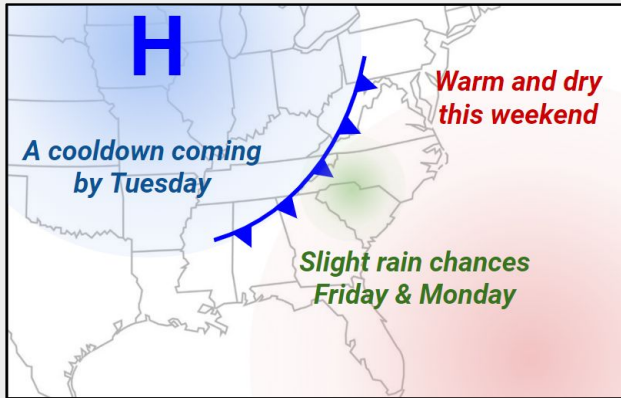 H
Warm and dry
this weekend
A cooldown coming
by Tuesday
Slight rain chances
Friday & Monday